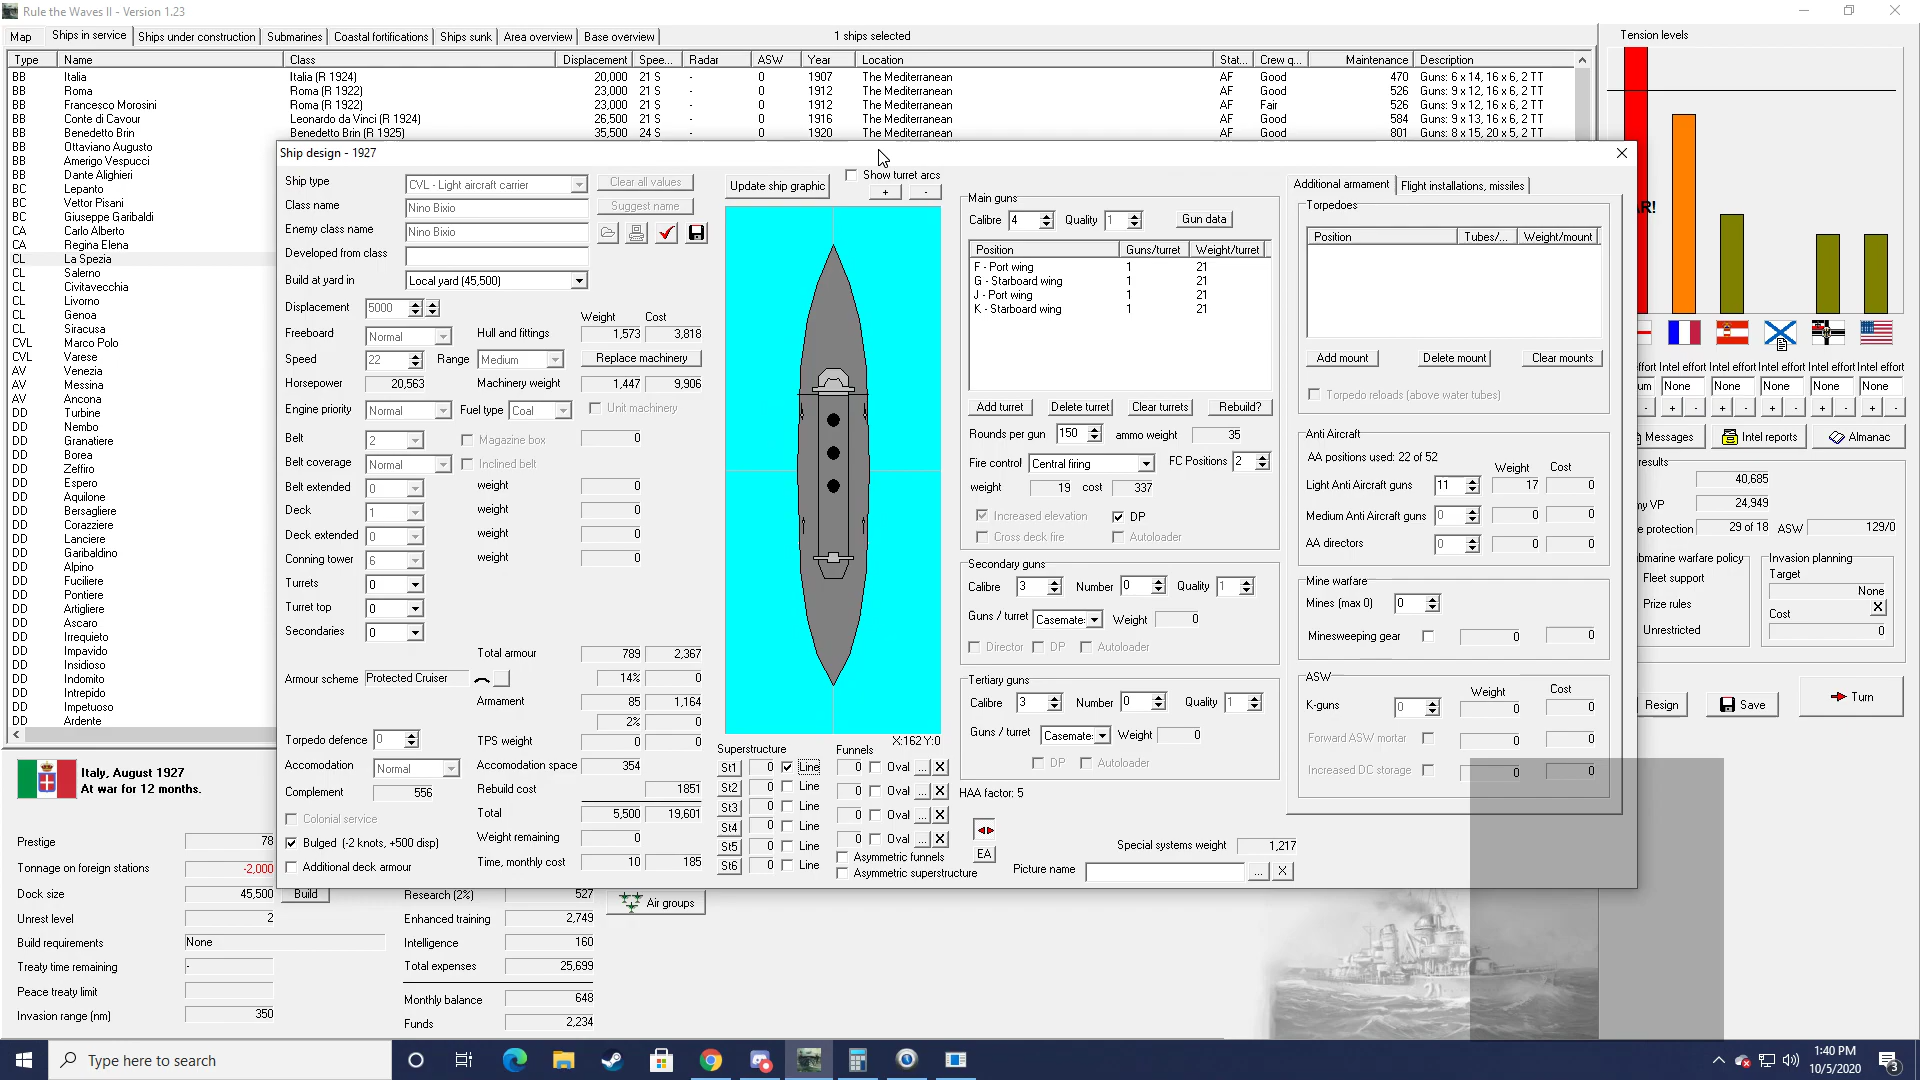 Rule the Waves II - Version 1.23
Map Ships in service Ships under construction Submarines Coastal fortifications Ships sunk Area overview Base overview 1 ships selected
Type Name Class Displacement Spee... Radar ASW Year Location Stat... Crew q... Maintenance Description
BB Italia Italia (R 1924) 20,000 21 S - 0 1907 The Mediterranean AF Good 470 Guns: 6 x 14, 16 x 6, 2 TT
BB Roma Roma (R 1922) 23,000 21 S - 0 1912 The Mediterranean AF Good 526 Guns: 9 x 12, 16 x 6, 2 TT
BB Francesco Morosini Roma (R 1922) 23,000 21 S - 0 1912 The Mediterranean AF Fair 526 Guns: 9 x 12, 16 x 6, 2 TT
BB Conte di Cavour Leonardo da Vinci (R 1924) 26,500 21 S - 0 1916 The Mediterranean AF Good 584 Guns: 9 x 13, 16 x 6, 2 TT
BB Benedetto Brin Benedetto Brin (R 1925) 35,500 24 S - 0 1920 The Mediterranean AF Good 801 Guns: 8 x 15, 20 x 5, 2 TT
BB Ottaviano Augusto
BB Amerigo Vespucci
BB Dante Alighieri
BC Lepanto
BC Vettor Pisani
BC Giuseppe Garibaldi
CA Carlo Alberto
CA Regina Elena
CL La Spezia
CL Salerno
CL Civitavecchia
CL Livorno
CL Genoa
CL Siracusa
CVL Marco Polo
CVL Varese
AV Venezia
AV Messina
AV Ancona
DD Turbine
DD Nembo
DD Granatiere
DD Borea
DD Zeffiro
DD Espero
DD Aquilone
DD Bersagliere
DD Corazziere
DD Lanciere
DD Garibaldino
DD Alpino
DD Fuciliere
DD Pontiere
DD Artigliere
DD Ascaro
DD Irrequieto
DD Impavido
DD Insidioso
DD Indomito
DD Intrepido
DD Impetuoso
DD Ardente
Ship design - 1927
Ship type CVL - Light aircraft carrier Clear all values
Class name Nino Bixio Suggest name
Enemy class name Nino Bixio
Developed from class
Build at yard in Local yard (45,500)
Displacement 5000
Weight Cost
Freeboard Normal Hull and fittings 1,573 3,818
Speed 22 Range Medium Replace machinery
Horsepower 20,563 Machinery weight 1,447 9,906
Engine priority Normal Fuel type Coal Unit machinery
Belt 2 Magazine box 0
Belt coverage Normal Inclined belt
Belt extended 0 weight 0
Deck 1 weight 0
Deck extended 0 weight 0
Conning tower 6 weight 0
Turrets 0
Turret top 0
Secondaries 0
Total armour 789 2,367
Armour scheme Protected Cruiser 14% 0
Armament 85 1,164
2% 0
Torpedo defence 0 TPS weight 0 0
Accomodation Normal Accomodation space 354
Complement 556 Rebuild cost 1851
Colonial service Total 5,500 19,601
Bulged (-2 knots, +500 disp) Weight remaining 0
Additional deck armour Time, monthly cost 10 185
Update ship graphic Show turret arcs
+ -
X:162 Y:0
Superstructure Funnels
St1 0 Line 0 Oval ... X
St2 0 Line 0 Oval ... X
St3 0 Line 0 Oval ... X
St4 0 Line 0 Oval ... X
St5 0 Line Asymmetric funnels
St6 0 Line Asymmetric superstructure
Main guns
Calibre 4 Quality 1 Gun data
Position Guns/turret Weight/turret
F - Port wing 1 21
G - Starboard wing 1 21
J - Port wing 1 21
K - Starboard wing 1 21
Add turret Delete turret Clear turrets Rebuild?
Rounds per gun 150 ammo weight 35
Fire control Central firing FC Positions 2
weight 19 cost 337
Increased elevation DP
Cross deck fire Autoloader
Secondary guns
Calibre 3 Number 0 Quality 1
Guns / turret Casemate: Weight 0
Director DP Autoloader
Tertiary guns
Calibre 3 Number 0 Quality 1
Guns / turret Casemate: Weight 0
DP Autoloader
HAA factor: 5
EA
Special systems weight 1,217
Picture name ... X
Additional armament Flight installations, missiles
Torpedoes
Position Tubes/... Weight/mount
Add mount Delete mount Clear mounts
Torpedo reloads (above water tubes)
Anti Aircraft
AA positions used: 22 of 52
Weight Cost
Light Anti Aircraft guns 11 17 0
Medium Anti Aircraft guns 0 0 0
AA directors 0 0 0
Mine warfare
Mines (max 0) 0
Minesweeping gear 0 0
ASW
Weight Cost
K-guns 0 0 0
Forward ASW mortar 0 0
Increased DC storage 0 0
Tension levels
AR!
Intel effort Intel effort Intel effort Intel effort Intel effort
um None None None None None
- + - + - + - + - + -
Messages Intel reports Almanac
results
40,685
my VP 24,949
e protection 29 of 18 ASW 129/0
bmarine warfare policy
Fleet support
Prize rules
Unrestricted
Invasion planning
Target
None
Cost X
0
Resign Save Turn
Italy, August 1927
At war for 12 months.
Prestige 78
Tonnage on foreign stations -2,000
Dock size 45,500 Build
Unrest level 2
Build requirements None
Treaty time remaining -
Peace treaty limit
Invasion range (nm) 350
Research (2%) 527
Enhanced training 2,749
Intelligence 160
Total expenses 25,699
Monthly balance 648
Funds 2,234
Air groups
Type here to search
1:40 PM
10/5/2020
3